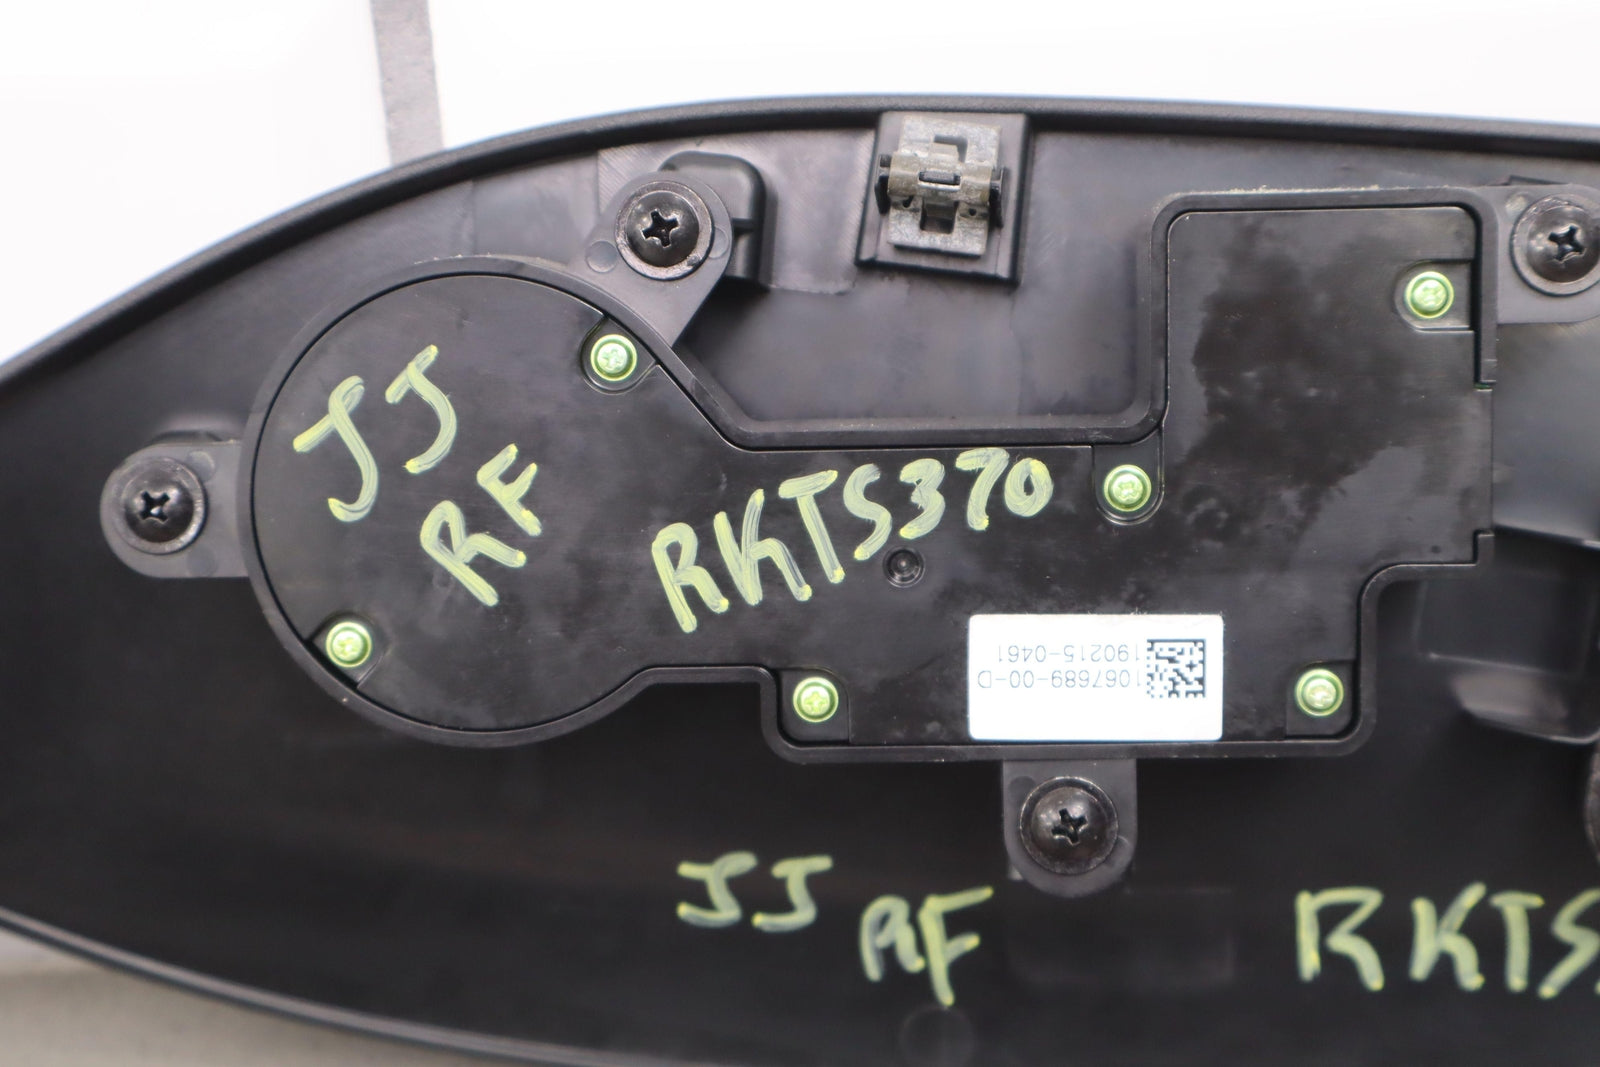 JJ
RF
RKTS370
1067689-00-D
190215-0461
JJ
RF
RKTS